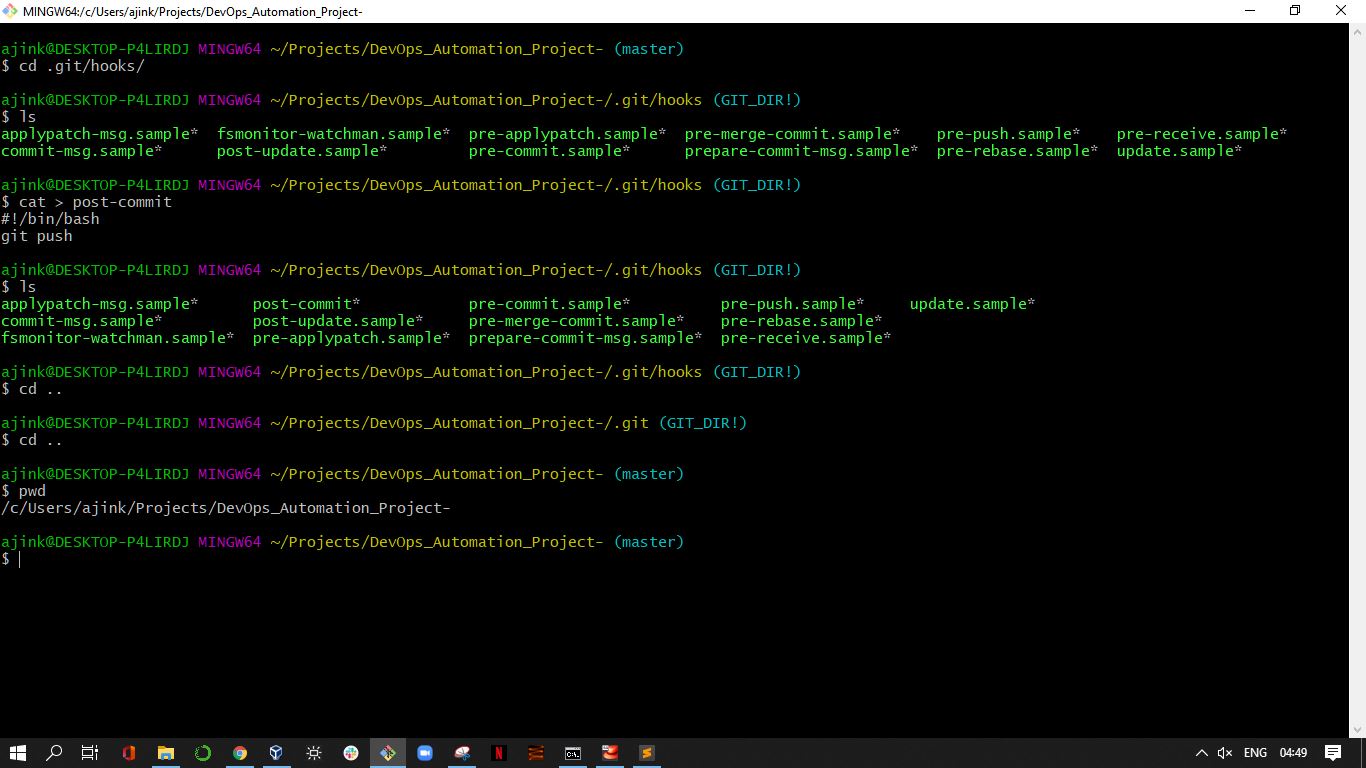 MINGW64:/c/Users/ajink/Projects/DevOps_Automation_Project-
ajink@DESKTOP-P4LIRDJ MINGW64 ~/Projects/DevOps_Automation_Project- (master)
$ cd .git/hooks/
ajink@DESKTOP-P4LIRDJ MINGW64 ~/Projects/DevOps_Automation_Project-/.git/hooks (GIT_DIR!)
$ ls
applypatch-msg.sample* fsmonitor-watchman.sample* pre-applypatch.sample* pre-merge-commit.sample* pre-push.sample* pre-receive.sample*
commit-msg.sample* post-update.sample* pre-commit.sample* prepare-commit-msg.sample* pre-rebase.sample* update.sample*
ajink@DESKTOP-P4LIRDJ MINGW64 ~/Projects/DevOps_Automation_Project-/.git/hooks (GIT_DIR!)
$ cat > post-commit
#!/bin/bash
git push
ajink@DESKTOP-P4LIRDJ MINGW64 ~/Projects/DevOps_Automation_Project-/.git/hooks (GIT_DIR!)
$ ls
applypatch-msg.sample* post-commit* pre-commit.sample* pre-push.sample* update.sample*
commit-msg.sample* post-update.sample* pre-merge-commit.sample* pre-rebase.sample*
fsmonitor-watchman.sample* pre-applypatch.sample* prepare-commit-msg.sample* pre-receive.sample*
ajink@DESKTOP-P4LIRDJ MINGW64 ~/Projects/DevOps_Automation_Project-/.git/hooks (GIT_DIR!)
$ cd ..
ajink@DESKTOP-P4LIRDJ MINGW64 ~/Projects/DevOps_Automation_Project-/.git (GIT_DIR!)
$ cd ..
ajink@DESKTOP-P4LIRDJ MINGW64 ~/Projects/DevOps_Automation_Project- (master)
$ pwd
/c/Users/ajink/Projects/DevOps_Automation_Project-
ajink@DESKTOP-P4LIRDJ MINGW64 ~/Projects/DevOps_Automation_Project- (master)
$
ENG 04:49